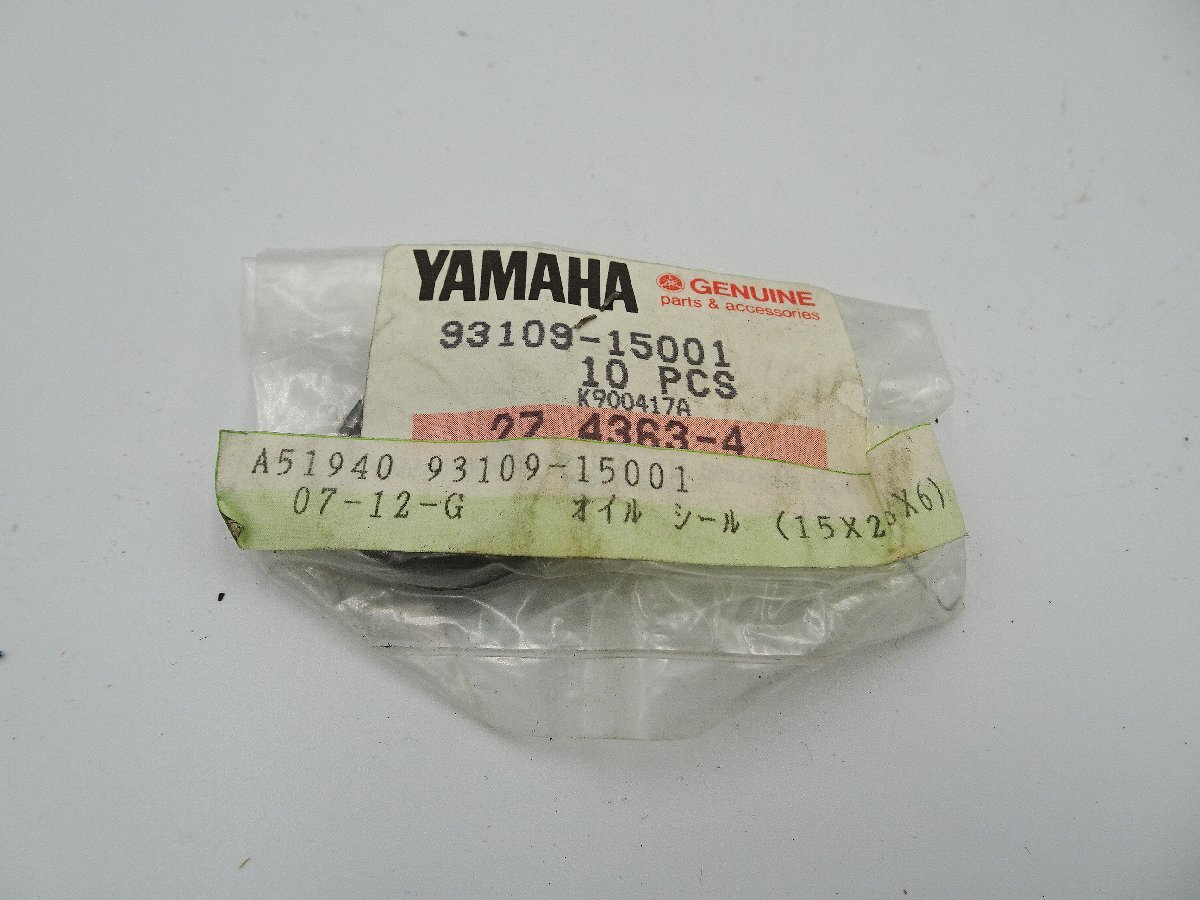 YAMAHA GENUINE
parts & accessories
93109-15001
10 PCS
K900417A
27 4363-4
A51940 93109-15001
07-12-G オイル シール